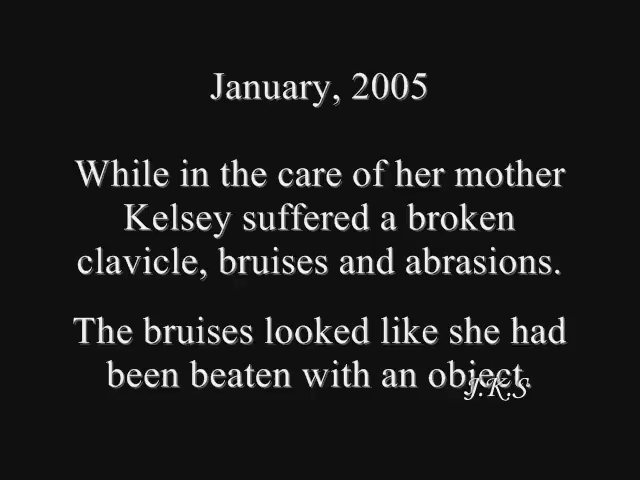 January, 2005
While in the care of her mother
Kelsey suffered a broken
clavicle, bruises and abrasions.
The bruises looked like she had
been beaten with an object.
J.K.S